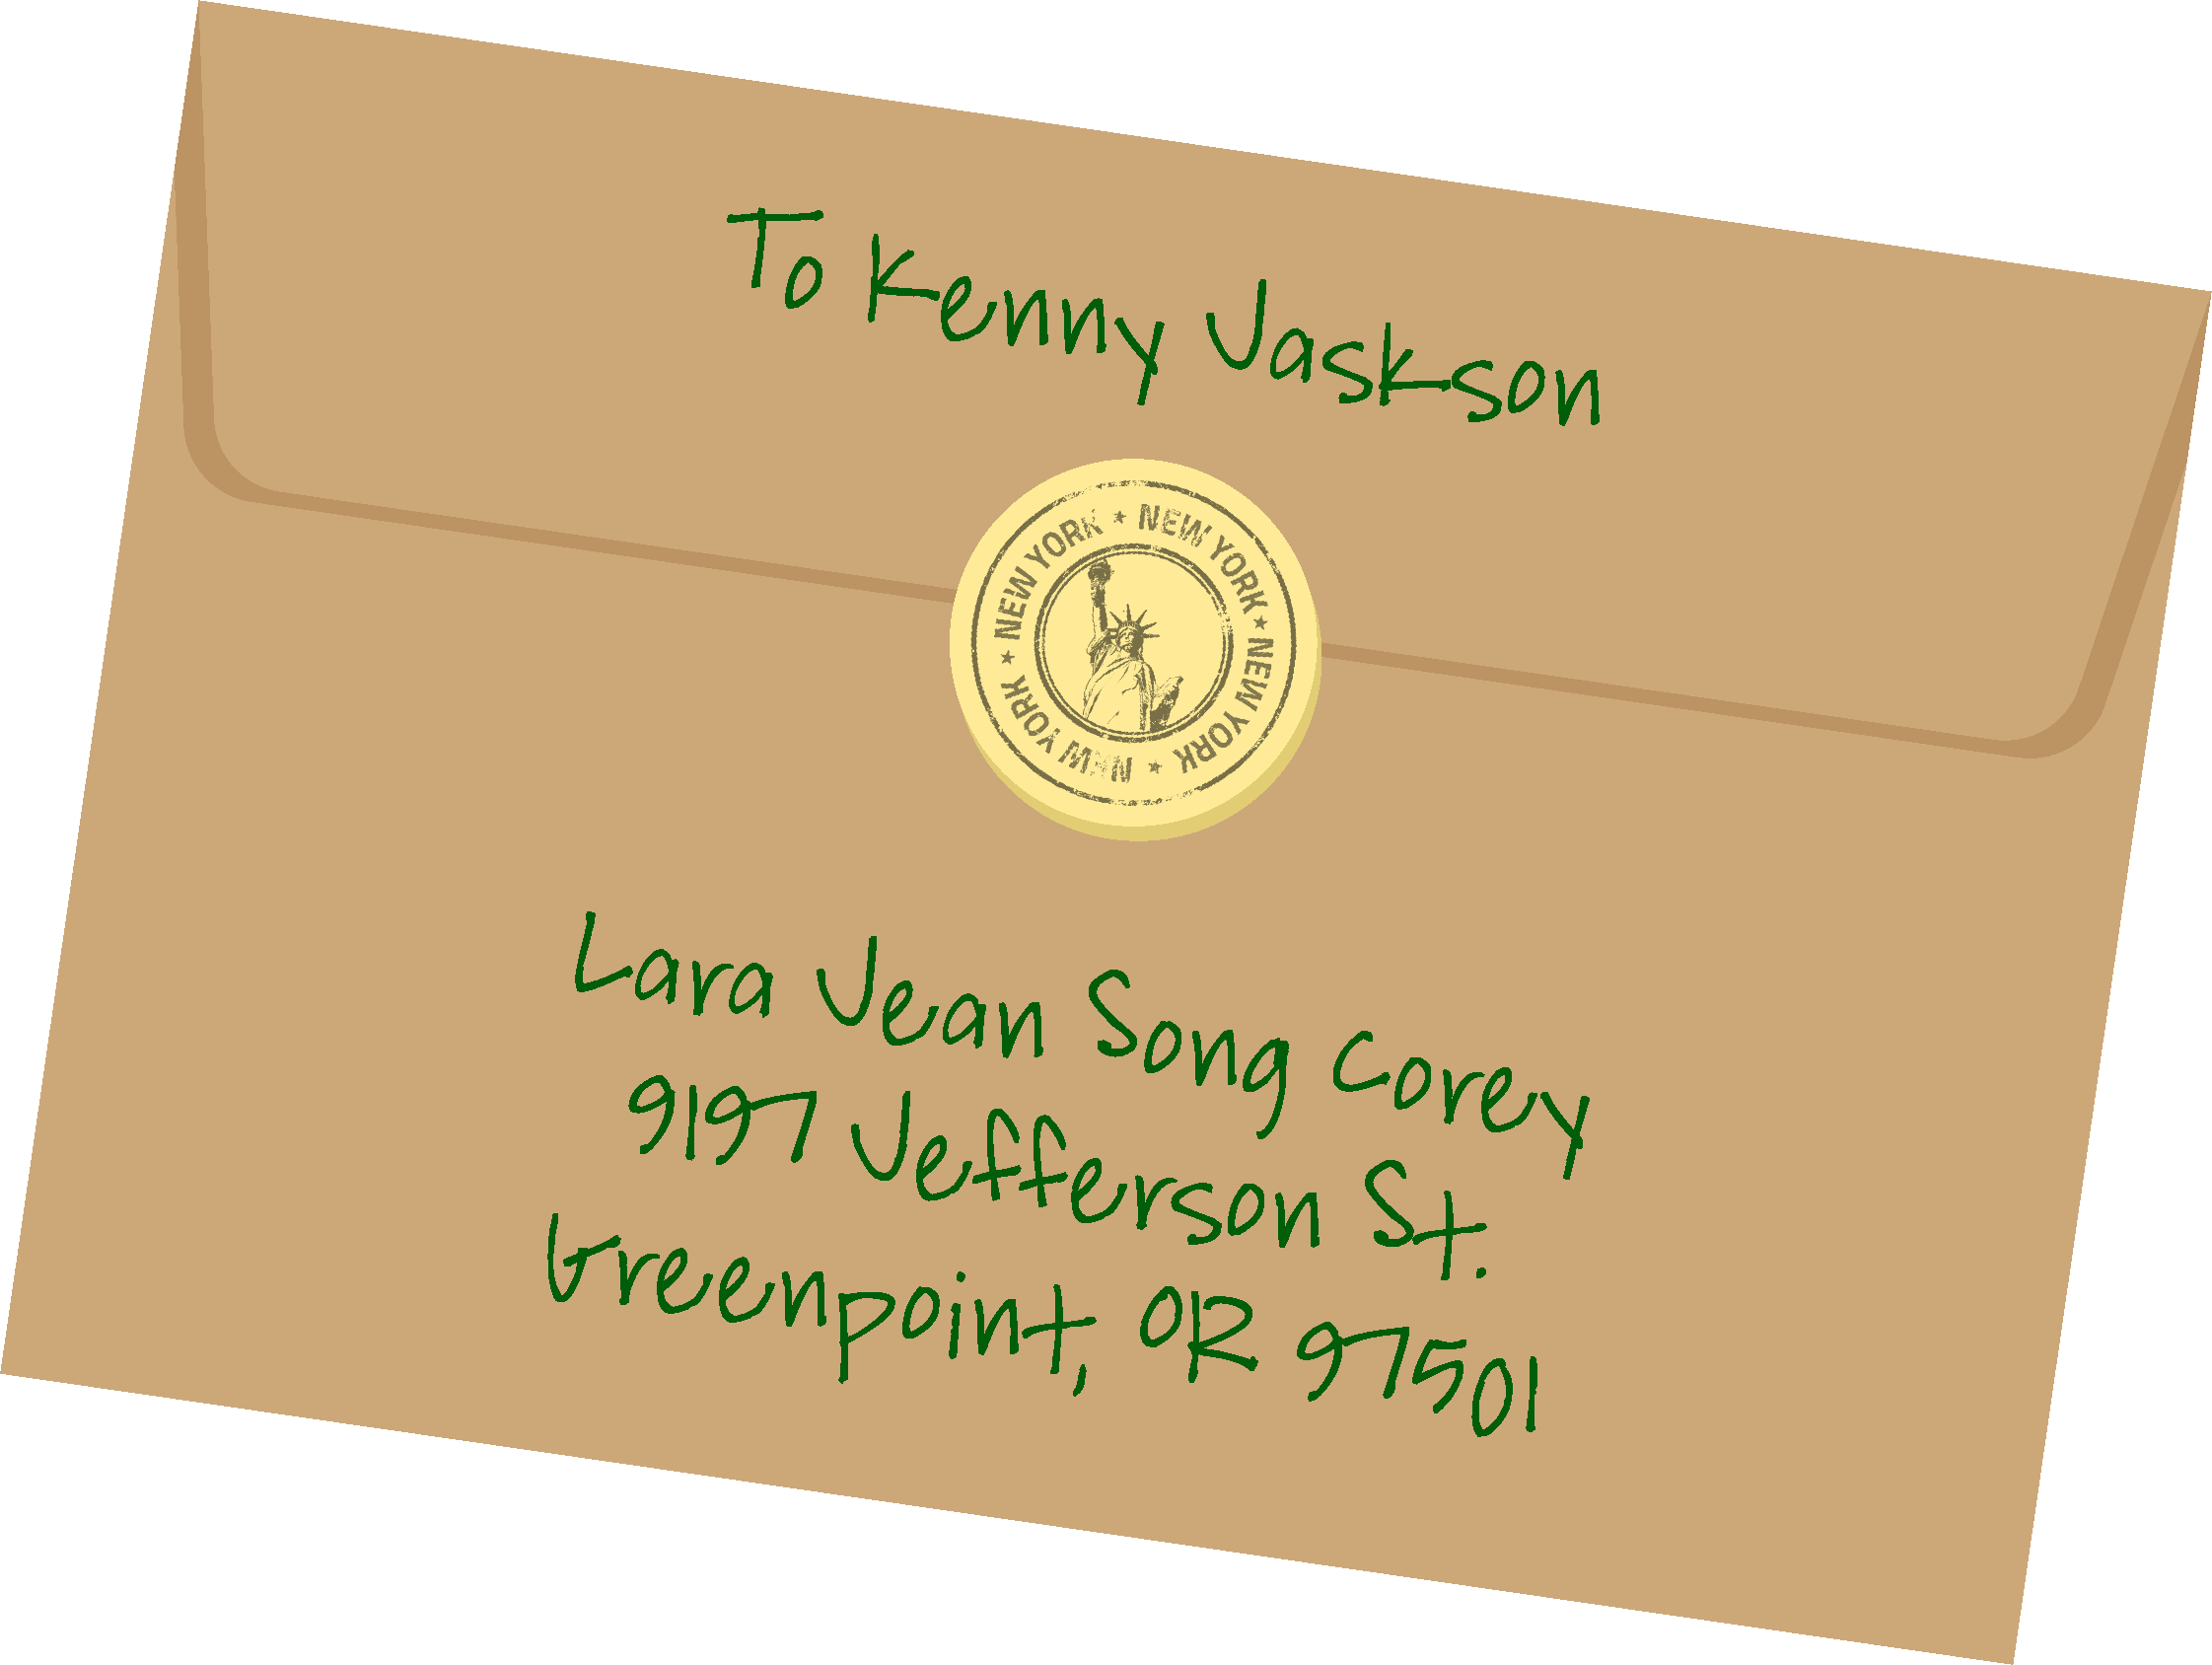 To Kenny Jaskson
NEW YORK ★ NEW YORK ★ NEW YORK ★ NEW YORK ★
Lara Jean Song Corey
9197 Jefferson St.
Greenpoint, OR 97501